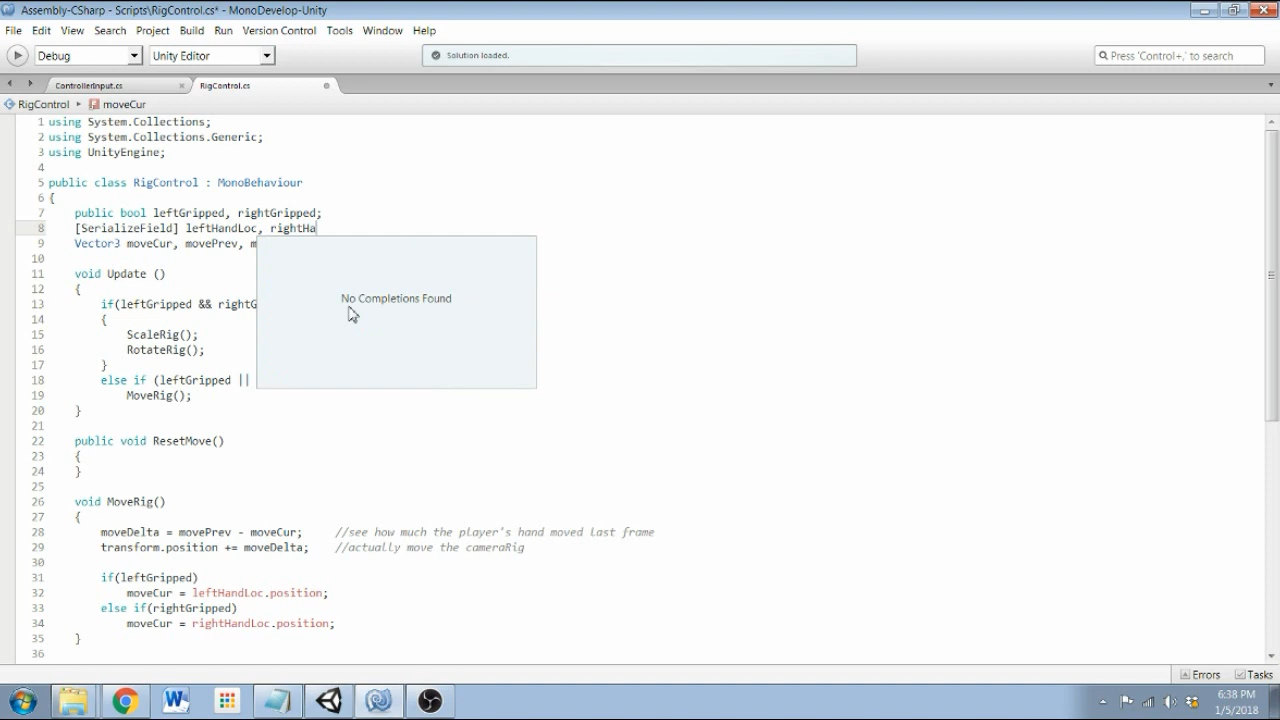 Assembly-CSharp - Scripts\RigControl.cs* - MonoDevelop-Unity
File Edit View Search Project Build Run Version Control Tools Window Help
Debug Unity Editor Solution loaded. Press 'Control+,' to search
ControllerInput.cs RigControl.cs
RigControl moveCur
1 using System.Collections;
2 using System.Collections.Generic;
3 using UnityEngine;
4
5 public class RigControl : MonoBehaviour
6 {
7 public bool leftGripped, rightGripped;
8 [SerializeField] leftHandLoc, rightHa
9 Vector3 moveCur, movePrev, m
10
11 void Update ()
12 {
13 if(leftGripped && rightG
14 {
15 ScaleRig();
16 RotateRig();
17 }
18 else if (leftGripped ||
19 MoveRig();
20 }
21
22 public void ResetMove()
23 {
24 }
25
26 void MoveRig()
27 {
28 moveDelta = movePrev - moveCur; //see how much the player's hand moved last frame
29 transform.position += moveDelta; //actually move the cameraRig
30
31 if(leftGripped)
32 moveCur = leftHandLoc.position;
33 else if(rightGripped)
34 moveCur = rightHandLoc.position;
35 }
36
No Completions Found
Errors Tasks
6:38 PM
1/5/2018